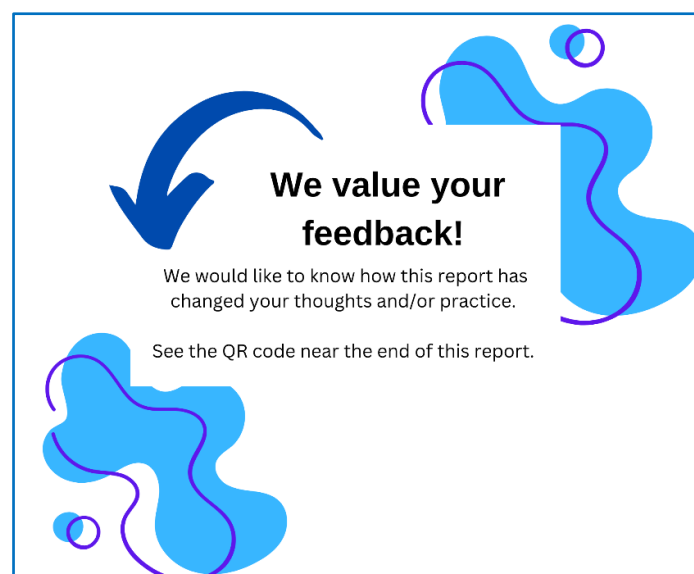 We value your
feedback!
We would like to know how this report has
changed your thoughts and/or practice.
See the QR code near the end of this report.